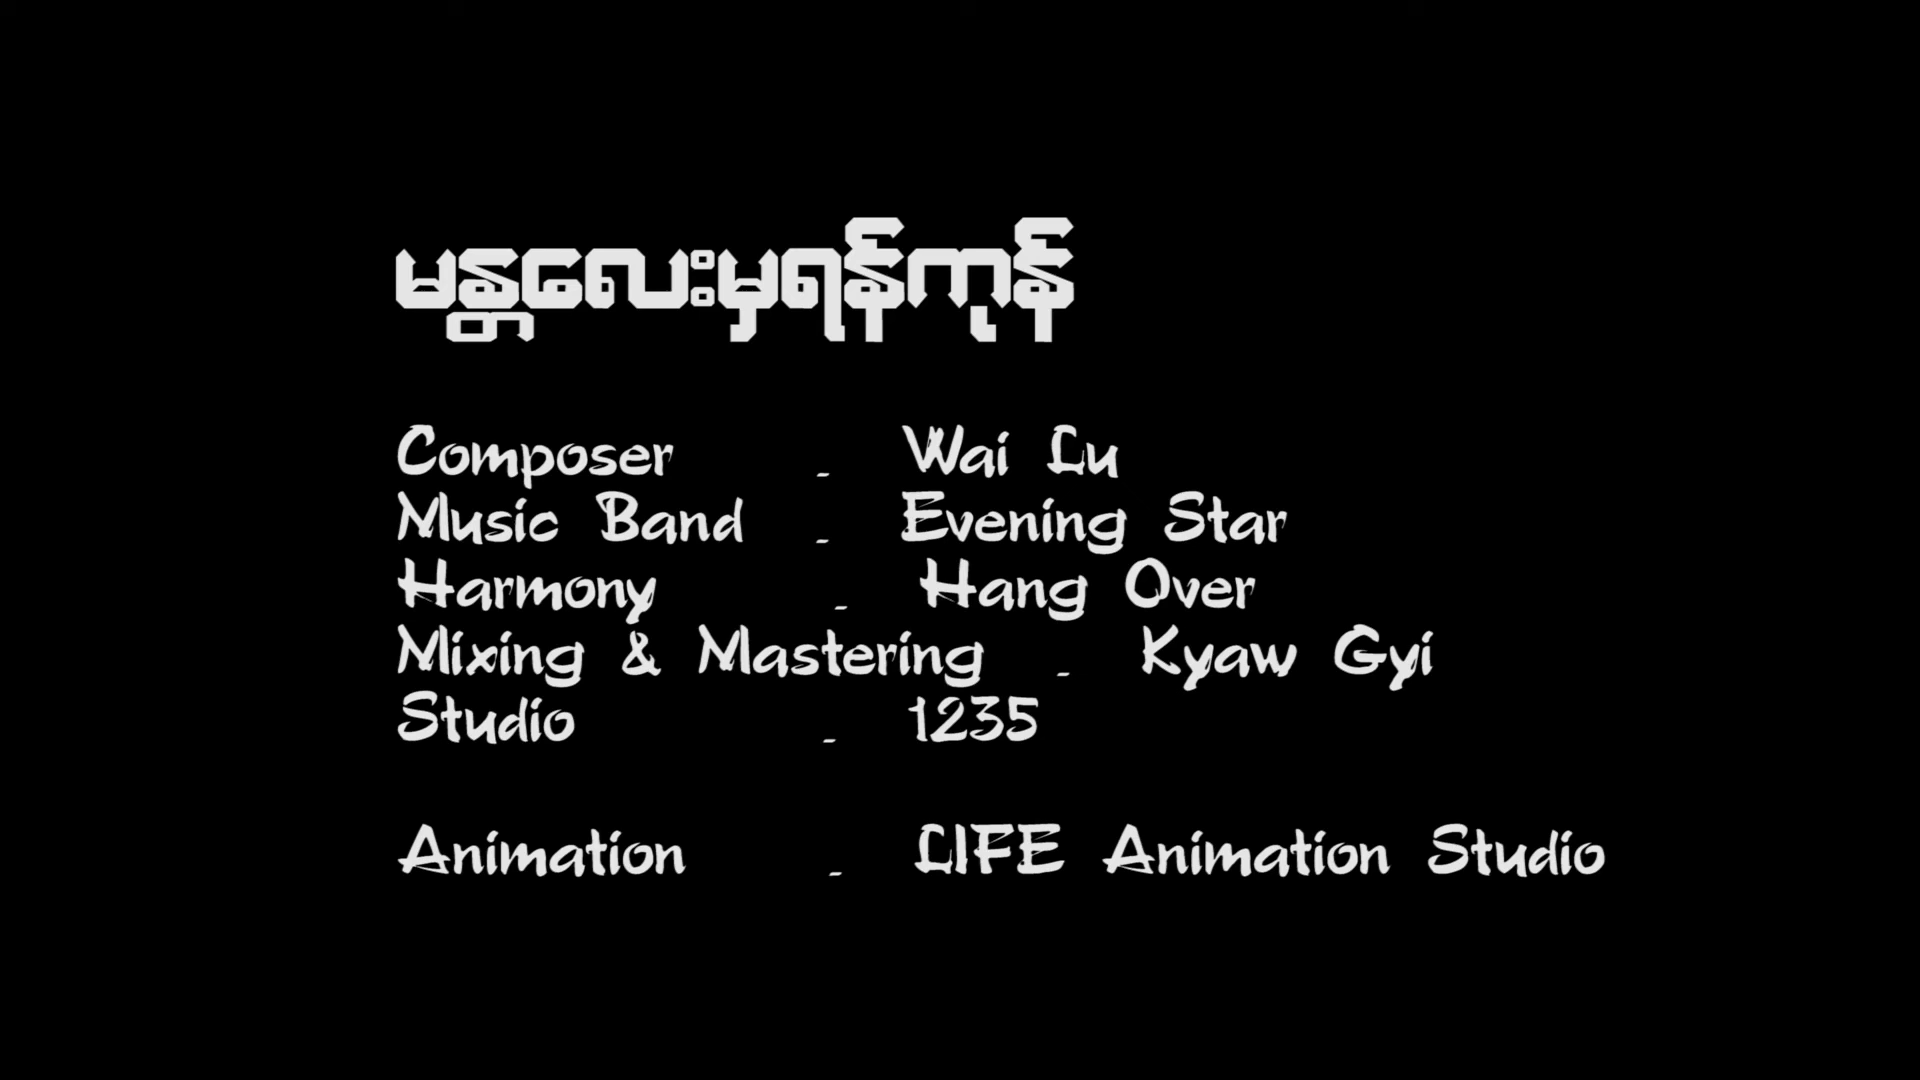 မန္တလေးမှရန်ကုန်
Composer - Wai Lu
Music Band - Evening Star
Harmony - Hang Over
Mixing & Mastering - Kyaw Gyi
Studio - 1235
Animation - LIFE Animation Studio